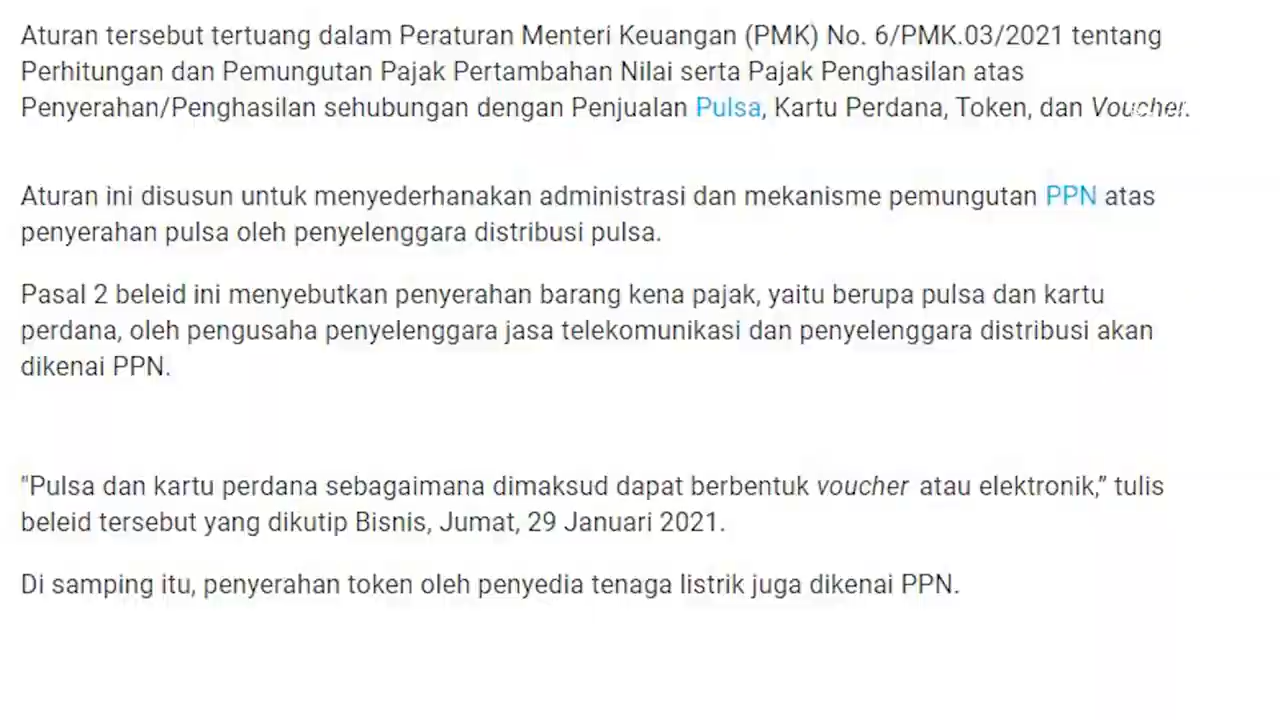 Aturan tersebut tertuang dalam Peraturan Menteri Keuangan (PMK) No. 6/PMK.03/2021 tentang
Perhitungan dan Pemungutan Pajak Pertambahan Nilai serta Pajak Penghasilan atas
Penyerahan/Penghasilan sehubungan dengan Penjualan Pulsa, Kartu Perdana, Token, dan Voucher.
Aturan ini disusun untuk menyederhanakan administrasi dan mekanisme pemungutan PPN atas
penyerahan pulsa oleh penyelenggara distribusi pulsa.
Pasal 2 beleid ini menyebutkan penyerahan barang kena pajak, yaitu berupa pulsa dan kartu
perdana, oleh pengusaha penyelenggara jasa telekomunikasi dan penyelenggara distribusi akan
dikenai PPN.
"Pulsa dan kartu perdana sebagaimana dimaksud dapat berbentuk voucher atau elektronik,” tulis
beleid tersebut yang dikutip Bisnis, Jumat, 29 Januari 2021.
Di samping itu, penyerahan token oleh penyedia tenaga listrik juga dikenai PPN.